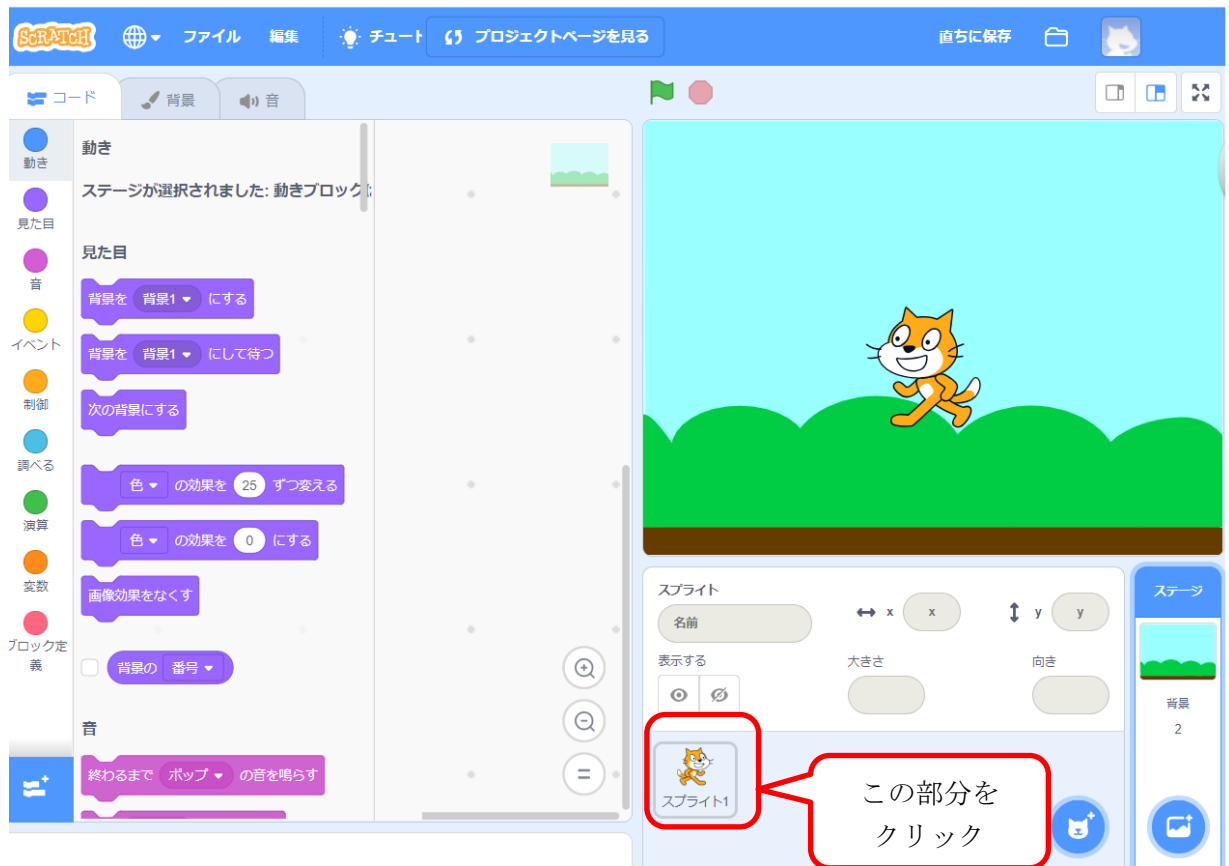 SCRATCH ファイル 編集 チュート プロジェクトページを見る 直ちに保存
コード 背景 音
動き
見た目
音
イベント
制御
調べる
演算
変数
ブロック定
義
動き
ステージが選択されました: 動きブロック
見た目
背景を 背景1 にする
背景を 背景1 にして待つ
次の背景にする
色 の効果を 25 ずつ変える
色 の効果を 0 にする
画像効果をなくす
背景の 番号
音
終わるまで ポップ の音を鳴らす
スプライト
名前
x x
y y
表示する
大きさ
向き
スプライト1
この部分を
クリック
ステージ
背景
2